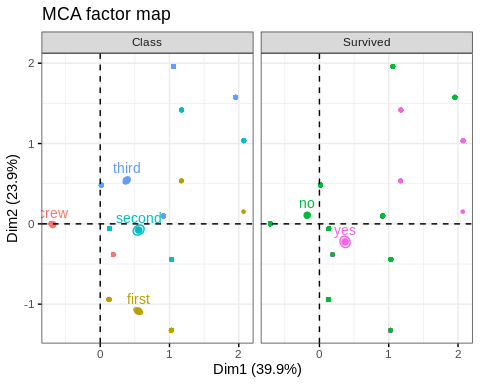 MCA factor map
Class
Survived
2
1
0
-1
third
crew
second
first
no
yes
0
1
2
0
1
2
Dim1 (39.9%)
Dim2 (23.9%)